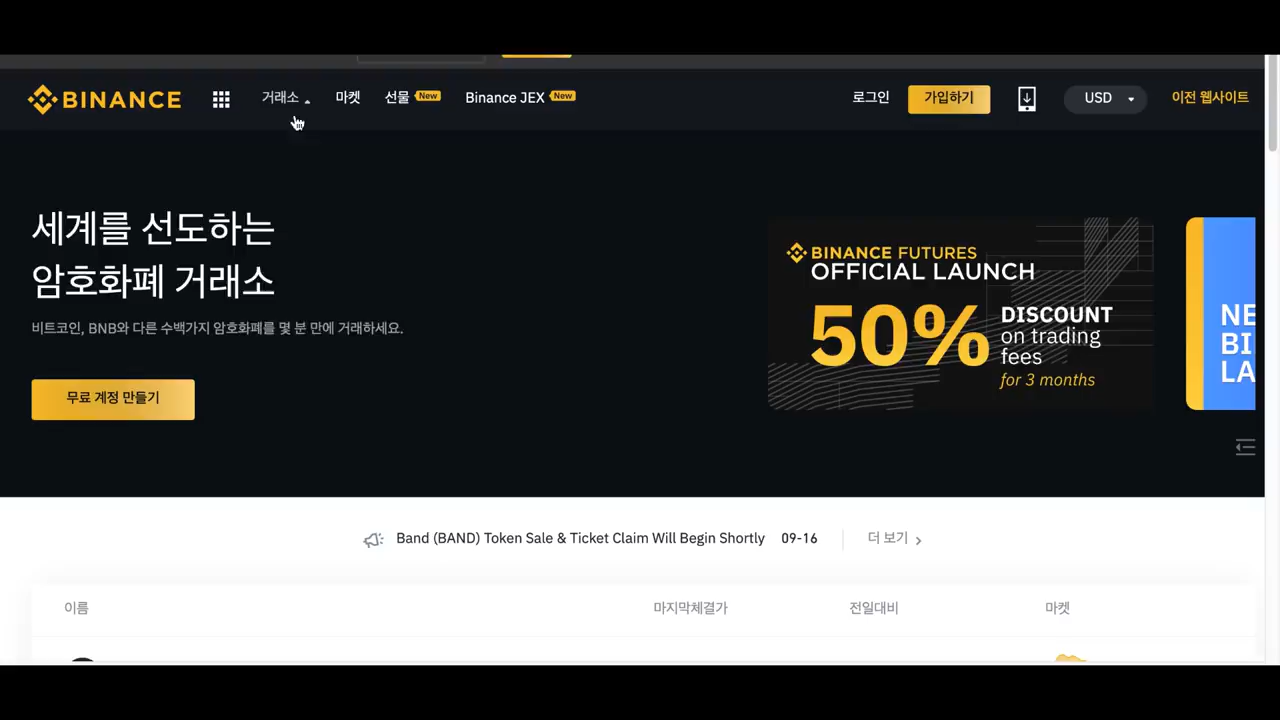 BINANCE
거래소
마켓
선물 New
Binance JEX New
로그인
가입하기
USD
이전 웹사이트
세계를 선도하는
암호화폐 거래소
비트코인, BNB와 다른 수백가지 암호화폐를 몇 분 만에 거래하세요.
무료 계정 만들기
BINANCE FUTURES
OFFICIAL LAUNCH
50%
DISCOUNT
on trading
fees
for 3 months
NE
BI
LA
Band (BAND) Token Sale & Ticket Claim Will Begin Shortly 09-16
더 보기
이름
마지막체결가
전일대비
마켓